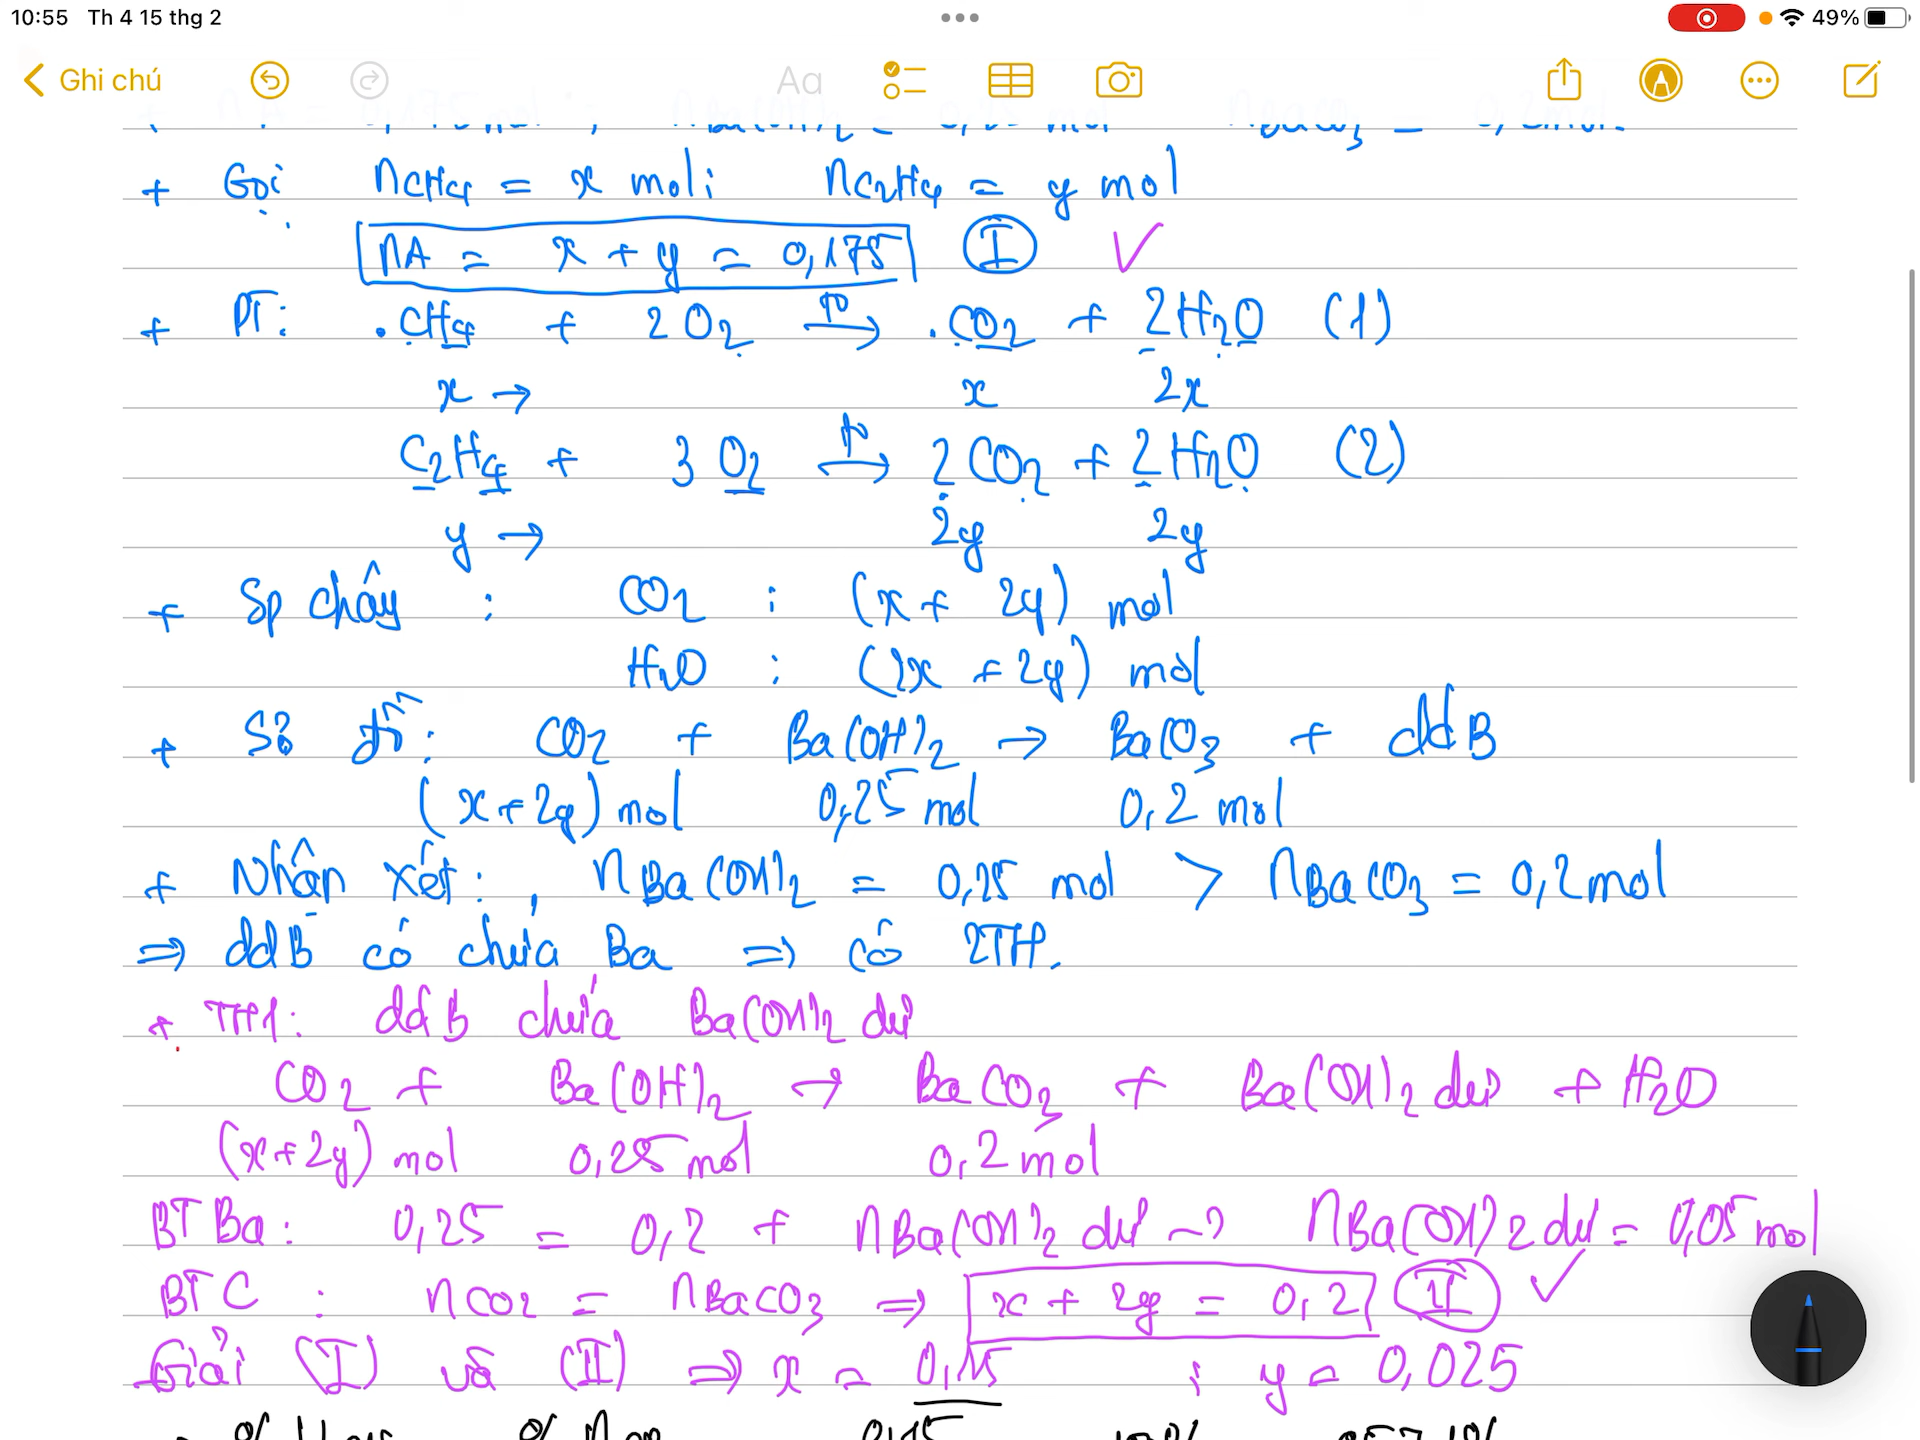 10:55 Th 4 15 thg 2 49%
Ghi chú Aa
+ Gọi nCH4 = x mol; nC2H4 = y mol
nA = x + y = 0,175 (I) ✓
+ PT: CH4 + 2O2 t° → CO2 + 2H2O (1)
x → x 2x
C2H4 + 3O2 t° → 2CO2 + 2H2O (2)
y → 2y 2y
+ Sp cháy : CO2 : (x + 2y) mol
H2O : (2x + 2y) mol
+ Sơ đồ: CO2 + Ba(OH)2 → BaCO3 + ddB
(x + 2y) mol 0,25 mol 0,2 mol
+ Nhận xét: nBa(OH)2 = 0,25 mol > nBaCO3 = 0,2 mol
⇒ ddB có chứa Ba ⇒ có 2TH.
+ TH1: ddB chứa Ba(OH)2 dư
CO2 + Ba(OH)2 → BaCO3 + Ba(OH)2 dư + H2O
(x + 2y) mol 0,25 mol 0,2 mol
BT Ba: 0,25 = 0,2 + nBa(OH)2 dư → nBa(OH)2 dư = 0,05 mol
BT C : nCO2 = nBaCO3 ⇒ x + 2y = 0,2 (II) ✓
Giải (I) và (II) ⇒ x = 0,15 ; y = 0,025